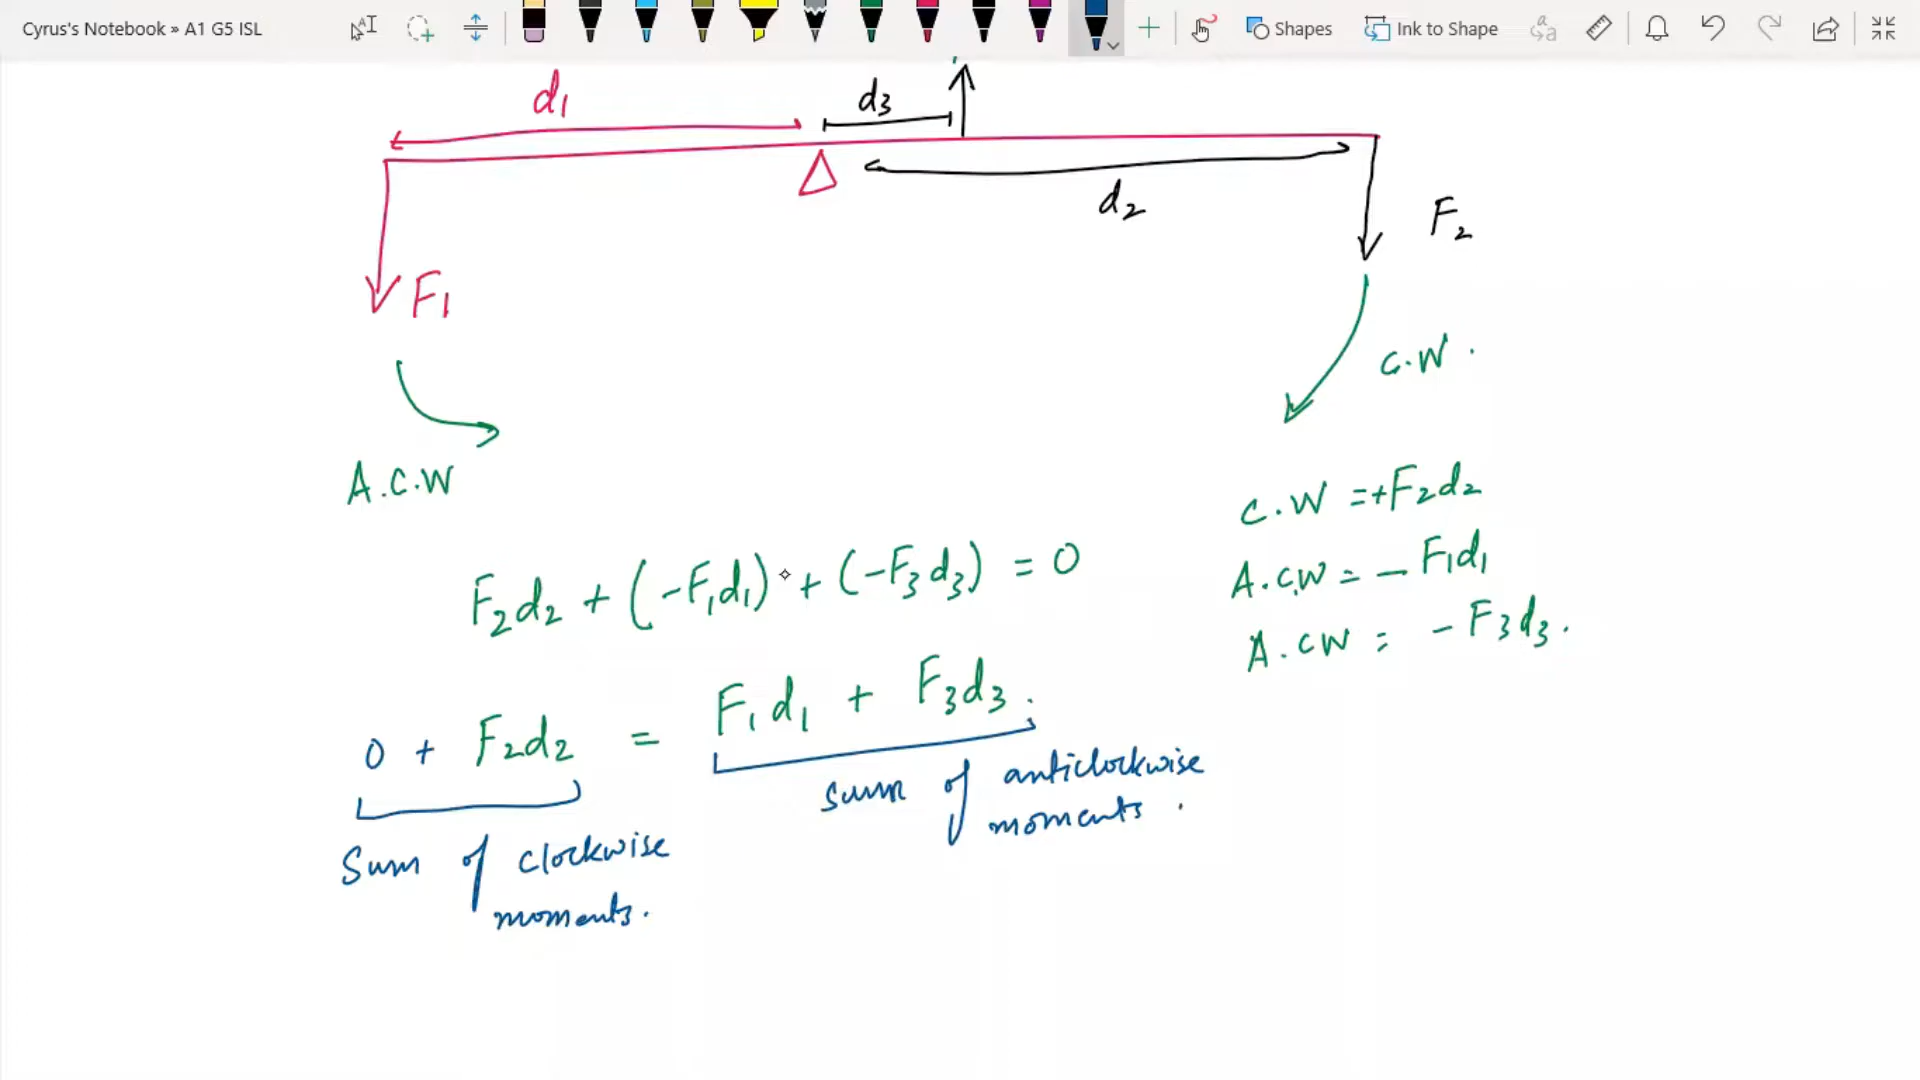 Cyrus's Notebook » A1 G5 ISL
Shapes
Ink to Shape
d1
d3
d2
F2
F1
C.W.
A.C.W
C.W = +F2d2
A.C.W = - F1d1
A.CW = - F3d3.
F2d2 + (-F1d1) + (-F3d3) = 0
0 + F2d2 = F1d1 + F3d3.
sum of anticlockwise
moments.
Sum of clockwise
moments.